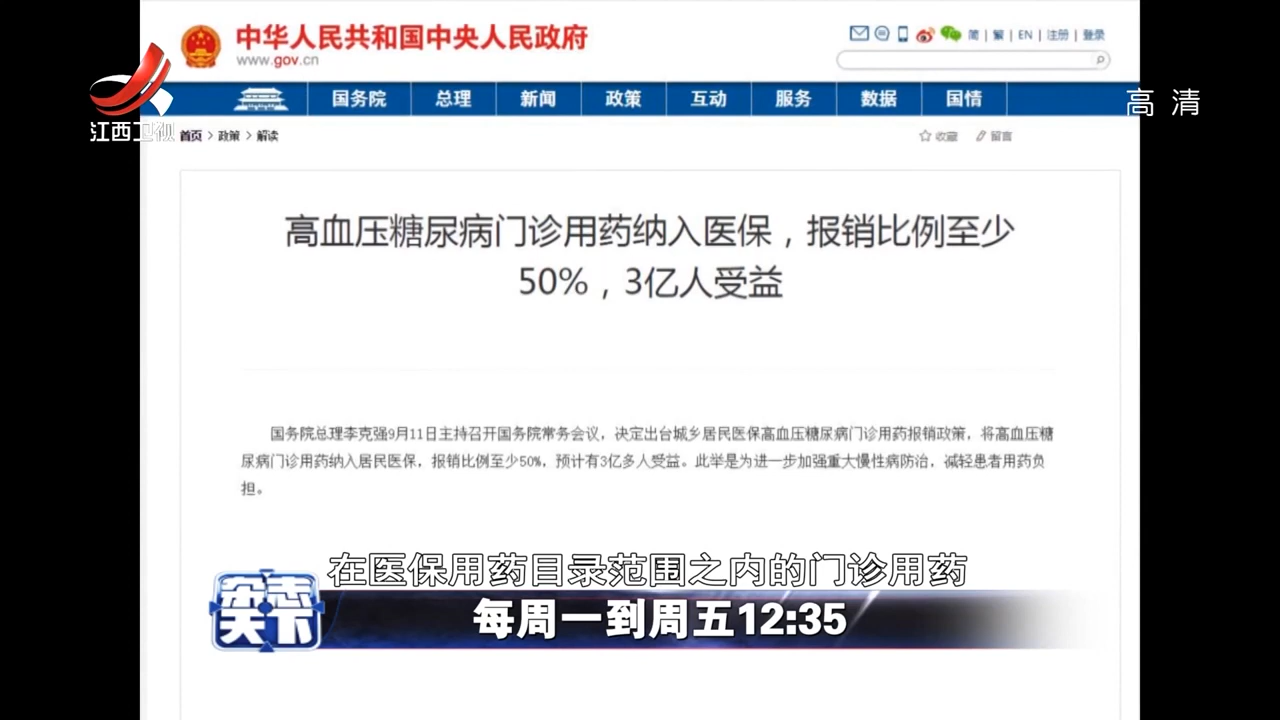 中华人民共和国中央人民政府
www.gov.cn
简 | 繁 | EN | 注册 | 登录
国务院 总理 新闻 政策 互动 服务 数据 国情
高清
江西卫视
首页 > 政策 > 解读
收藏 留言
高血压糖尿病门诊用药纳入医保，报销比例至少
50%，3亿人受益
国务院总理李克强9月11日主持召开国务院常务会议，决定出台城乡居民医保高血压糖尿病门诊用药报销政策，将高血压糖
尿病门诊用药纳入居民医保，报销比例至少50%，预计有3亿多人受益。此举是为进一步加强重大慢性病防治，减轻患者用药负
担。
在医保用药目录范围之内的门诊用药
杂志
天下
每周一到周五12:35